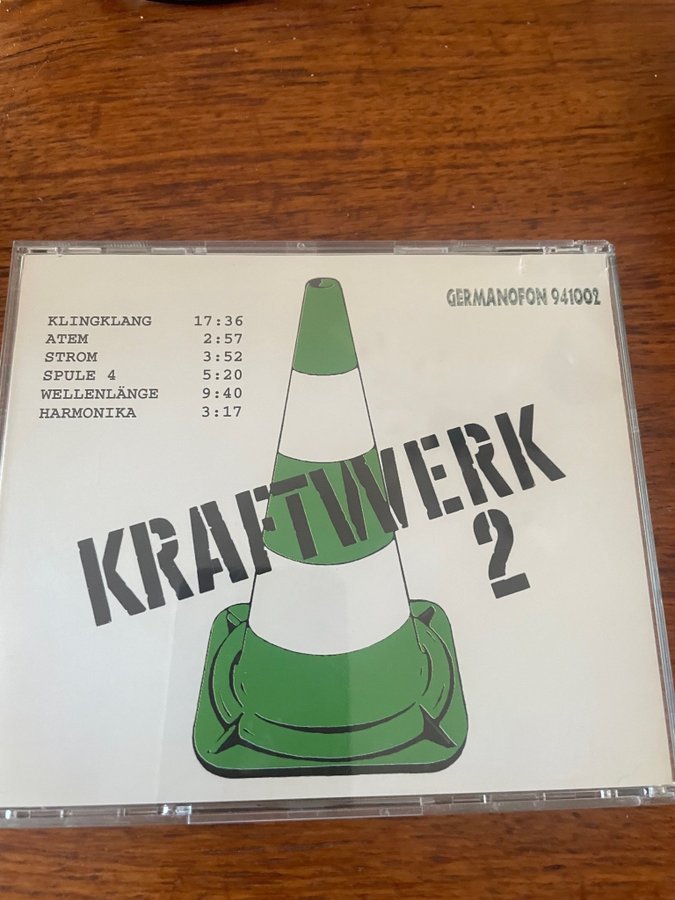 GERMANOFON 941002
KLINGKLANG 17:36
ATEM 2:57
STROM 3:52
SPULE 4 5:20
WELLENLÄNGE 9:40
HARMONIKA 3:17
KRAFTWERK
2